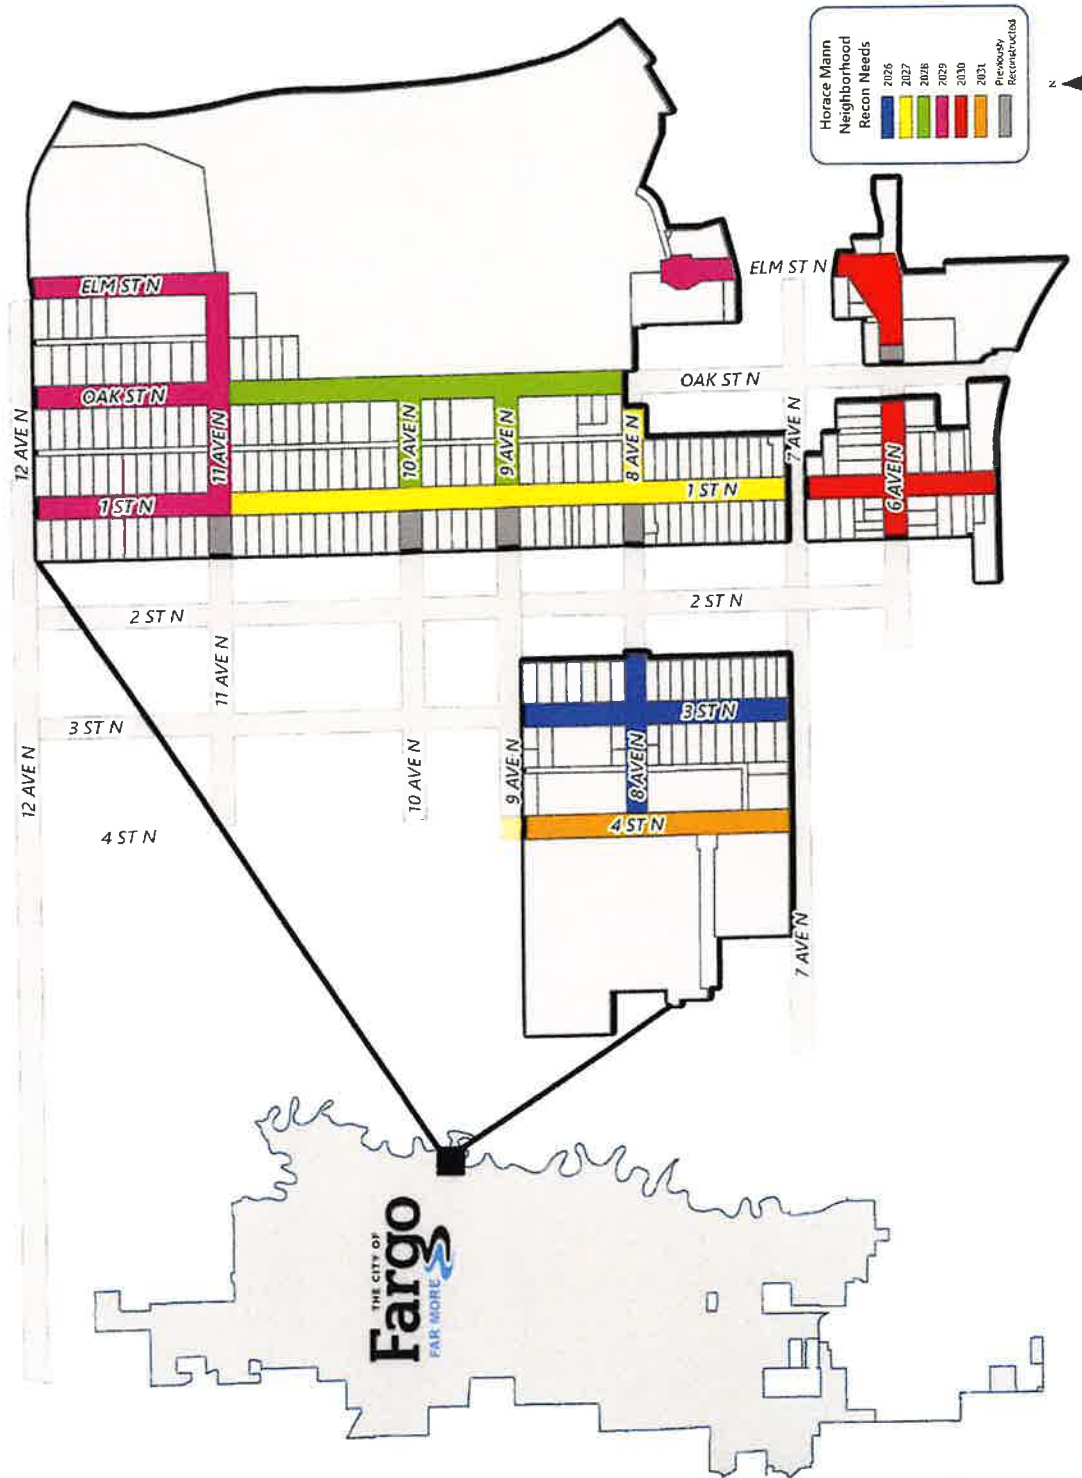 Horace Mann
Neighborhood
Recon Needs
2026
2027
2028
2029
2030
2031
Previously
Reconstructed
N
12 AVE N
ELM ST N
OAK ST N
11 AVE N
1 ST N
10 AVE N
9 AVE N
8 AVE N
1 ST N
ELM ST N
OAK ST N
7 AVE N
6 AVE N
2 ST N
2 ST N
11 AVE N
3 ST N
3 ST N
12 AVE N
10 AVE N
9 AVE N
8 AVE N
4 ST N
4 ST N
7 AVE N
THE CITY OF
Fargo
FAR MORE